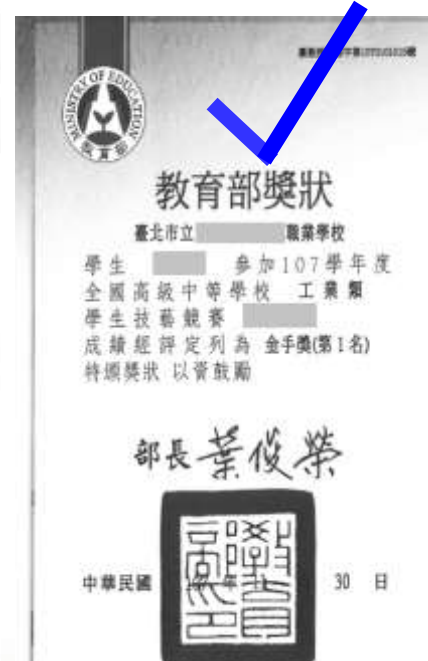 MINISTRY OF EDUCATION
教育部
教育部獎狀
臺北市立 職業學校
學生 參加107學年度
全國高級中等學校 工業類
學生技藝競賽
成績經評定列為 金手獎(第1名)
特頒獎狀 以資鼓勵
部長 葉俊榮
中華民國 年 30 日